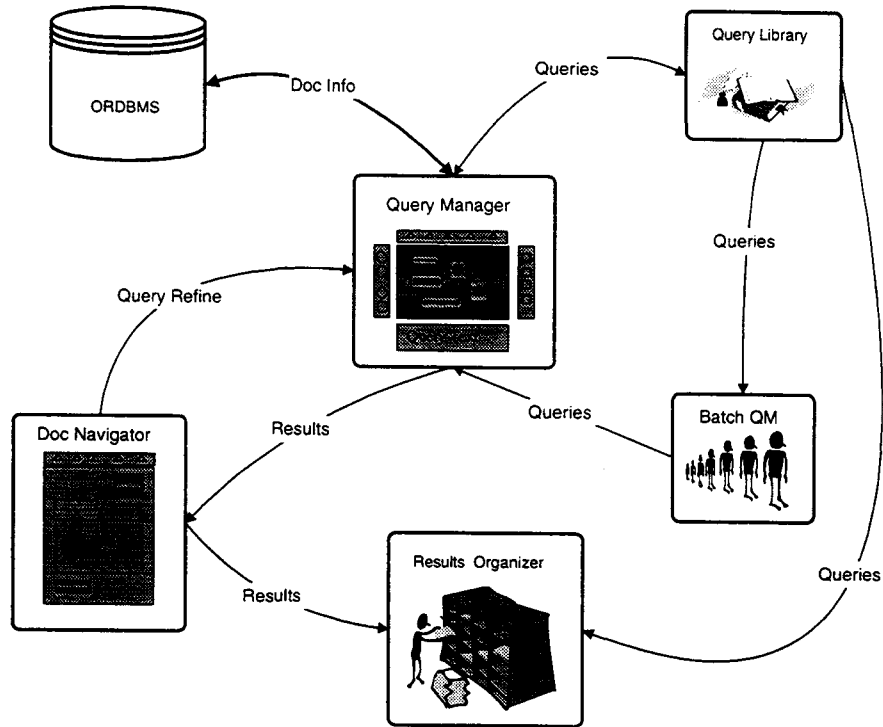 Query Library
Queries
Doc Info
ORDBMS
Query Manager
Queries
Query Refine
Batch QM
Queries
Doc Navigator
Results
Results Organizer
Queries
Results